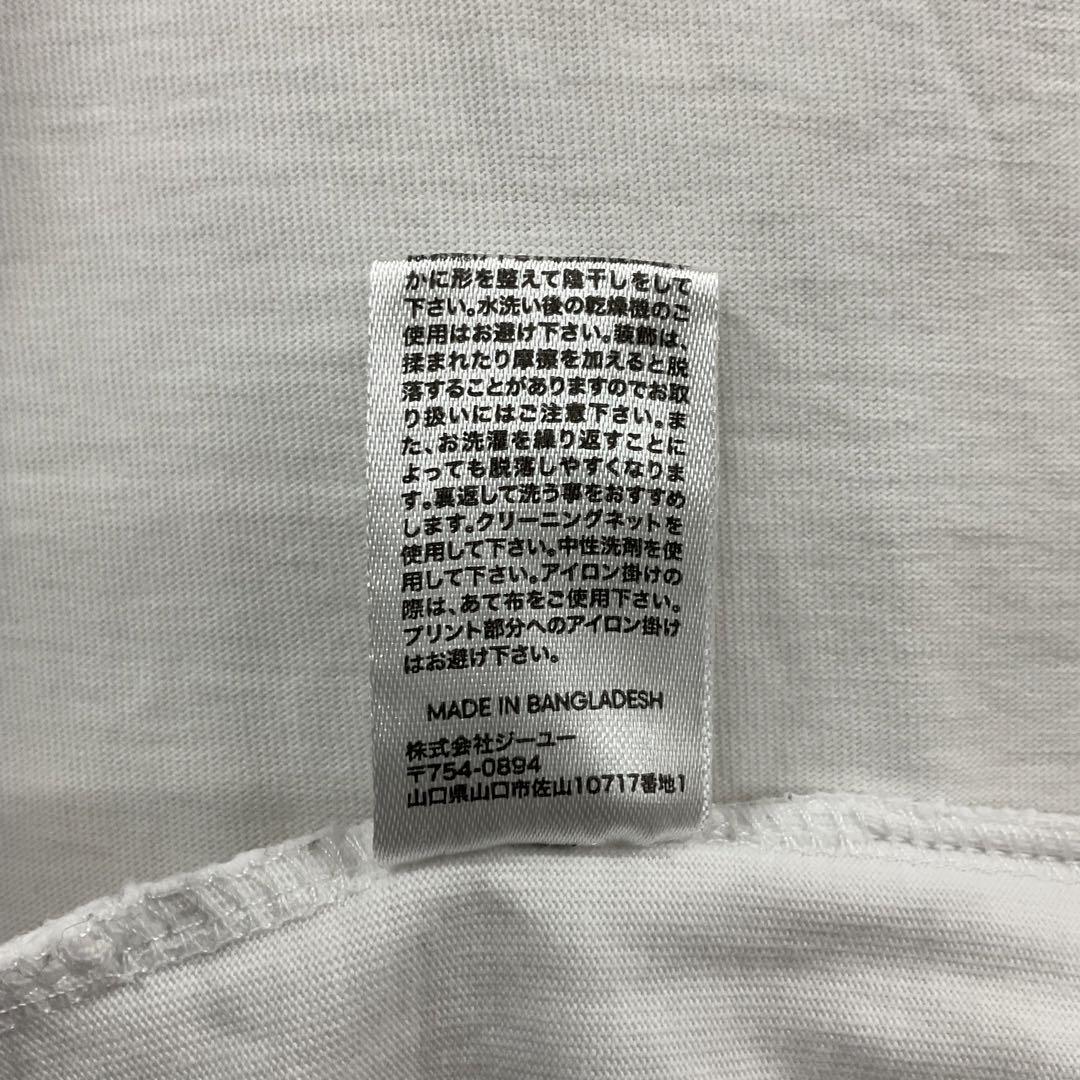 かに形を整えて陰干しをして
下さい。水洗い後の乾燥機のご
使用はお避け下さい。装飾は、
揉まれたり摩擦を加えると脱
落することがありますのでお取
り扱いにはご注意下さい。ま
た、お洗濯を繰り返すことに
よっても脱落しやすくなりま
す。裏返して洗う事をおすすめ
します。クリーニングネットを
使用して下さい。中性洗剤を使
用して下さい。アイロン掛けの
際は、あて布をご使用下さい。
プリント部分へのアイロン掛け
はお避け下さい。
MADE IN BANGLADESH
株式会社ジーユー
〒754-0894
山口県山口市佐山10717番地1